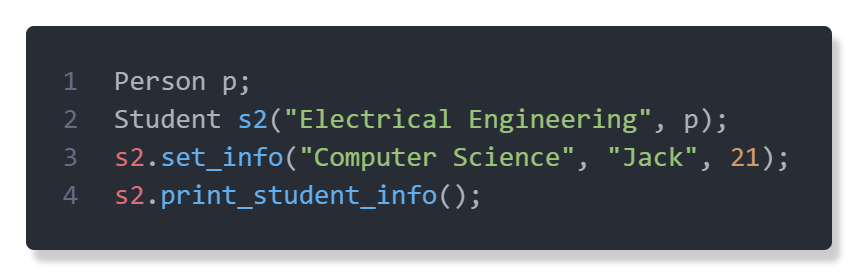 1 Person p;
2 Student s2("Electrical Engineering", p);
3 s2.set_info("Computer Science", "Jack", 21);
4 s2.print_student_info();